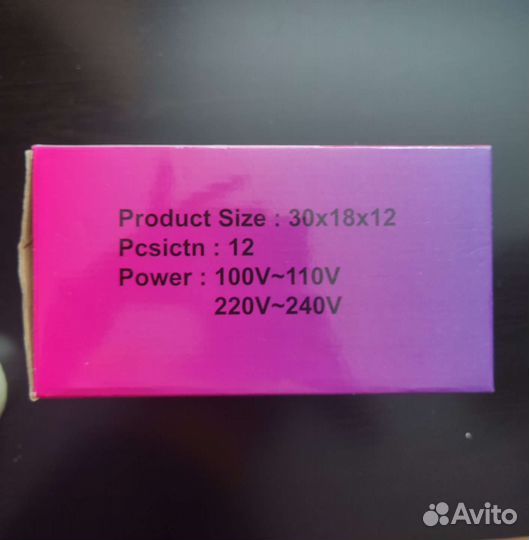 Product Size : 30x18x12
Pcsictn : 12
Power : 100V~110V
220V~240V
Avito